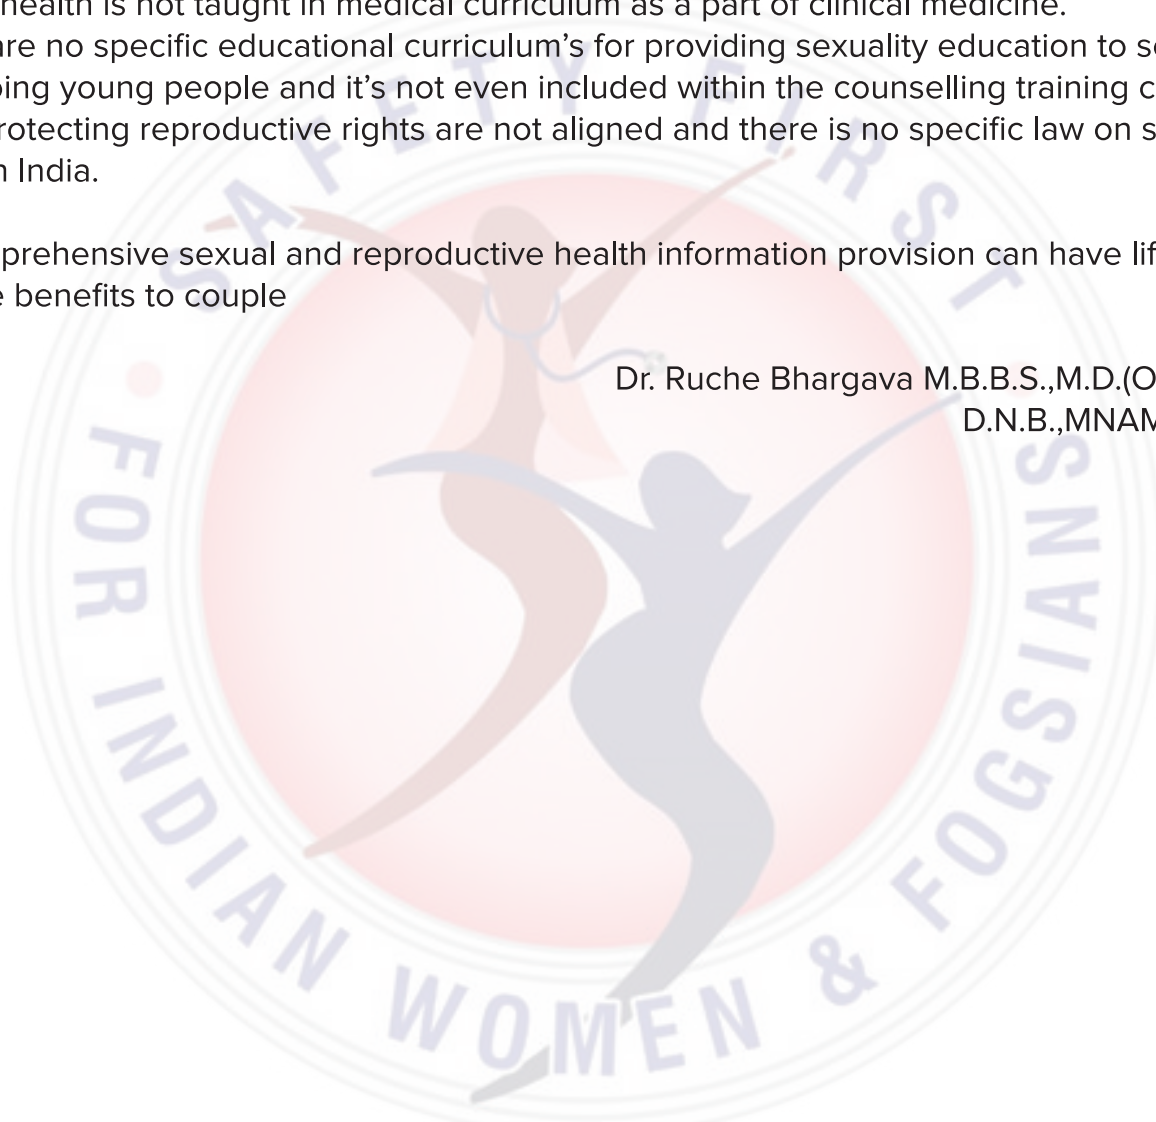 health is not taught in medical curriculum as a part of clinical medicine.
are no specific educational curriculum’s for providing sexuality education to s
oing young people and it’s not even included within the counselling training c
rotecting reproductive rights are not aligned and there is no specific law on s
n India.
prehensive sexual and reproductive health information provision can have lif
e benefits to couple
Dr. Ruche Bhargava M.B.B.S.,M.D.(O
D.N.B.,MNAM
SAFETY FIRST
FOR INDIAN WOMEN & FOGSIANS